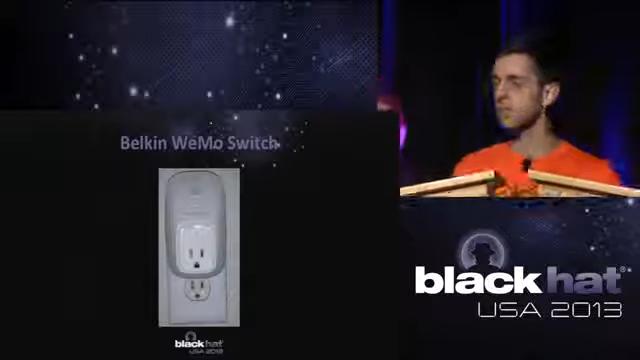 Belkin WeMo Switch
black hat
USA 2013
black hat®
USA 2013